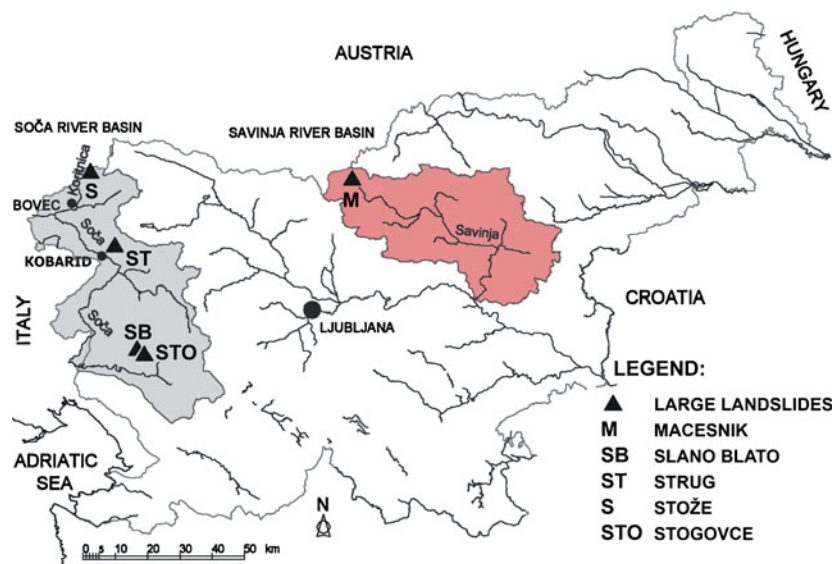 AUSTRIA
HUNGARY
SOČA RIVER BASIN
SAVINJA RIVER BASIN
Koritnica
S
M
BOVEC
Soča
Savinja
ST
KOBARID
ITALY
CROATIA
Soča
SB
STO
LJUBLJANA
LEGEND:
LARGE LANDSLIDES
M MACESNIK
SB SLANO BLATO
ST STRUG
S STOŽE
STO STOGOVCE
ADRIATIC
SEA
N
0 5 10 20 30 40 50 km